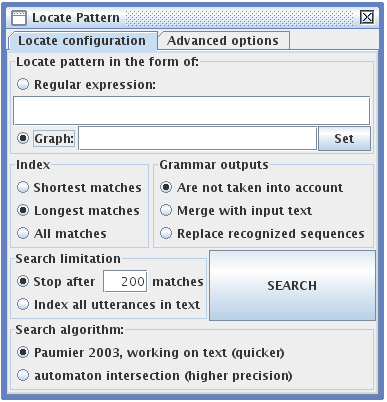 Locate Pattern
Locate configuration Advanced options
Locate pattern in the form of:
Regular expression:
Graph: Set
Index
Shortest matches
Longest matches
All matches
Grammar outputs
Are not taken into account
Merge with input text
Replace recognized sequences
Search limitation
Stop after 200 matches
Index all utterances in text
SEARCH
Search algorithm:
Paumier 2003, working on text (quicker)
automaton intersection (higher precision)